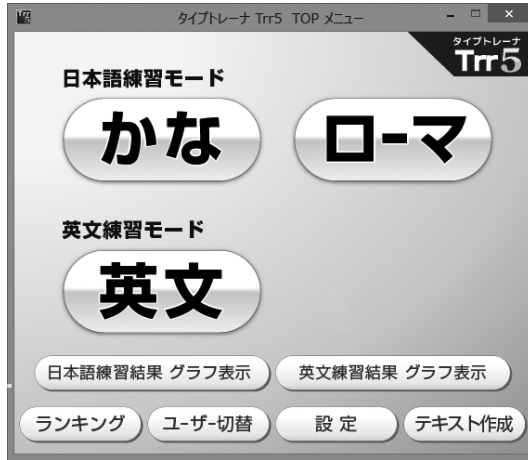 タイプトレーナ Trr5 TOP メニュー
タイプトレーナ
Trr5
日本語練習モード
かな ローマ
英文練習モード
英文
日本語練習結果 グラフ表示 英文練習結果 グラフ表示
ランキング ユーザー切替 設 定 テキスト作成